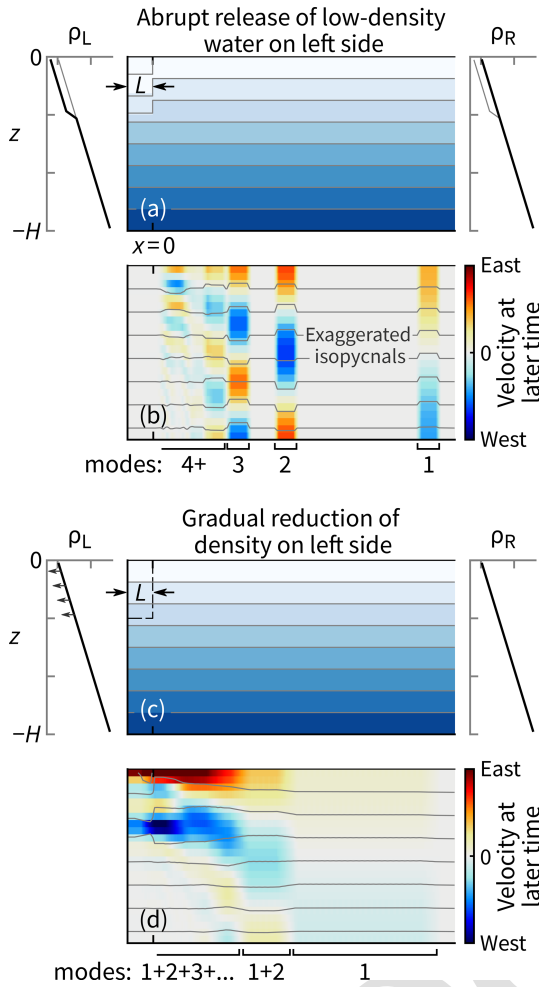 Abrupt release of low-density
water on left side
ρL
ρR
0
z
−H
L
(a)
x = 0
Exaggerated
isopycnals
(b)
East
0
West
Velocity at
later time
modes: 4+ 3 2 1
Gradual reduction of
density on left side
ρL
ρR
0
z
−H
L
(c)
(d)
East
0
West
Velocity at
later time
modes: 1+2+3+... 1+2 1